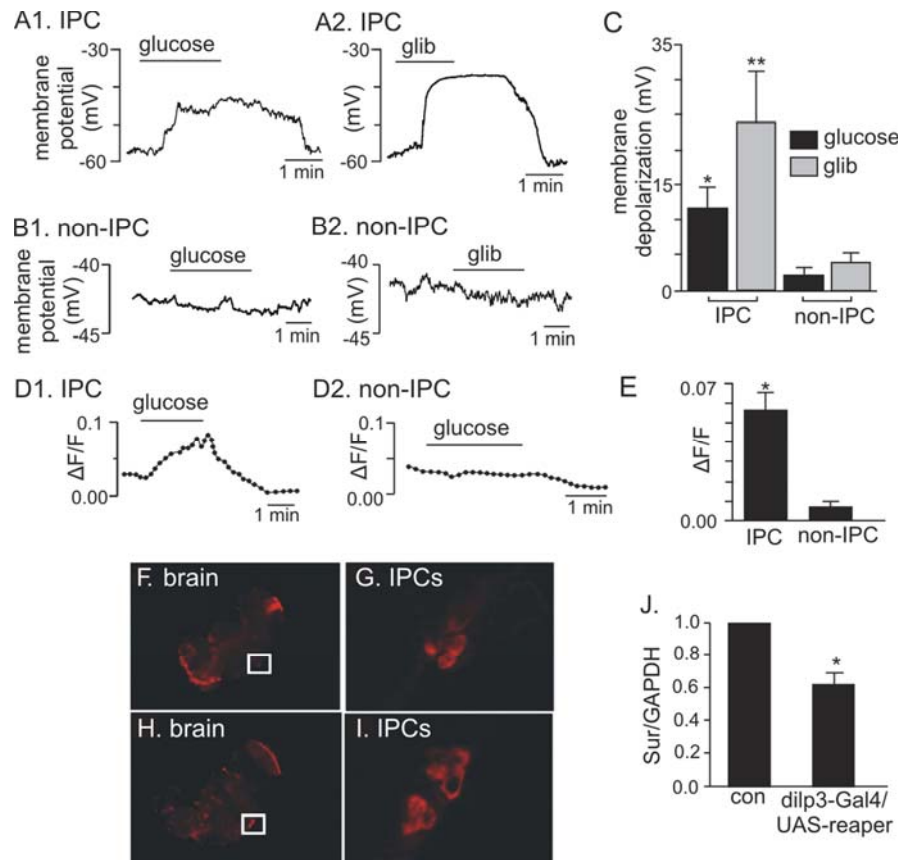 A1. IPC
glucose
-30
-60
membrane
potential
(mV)
1 min
A2. IPC
glib
-30
-60
(mV)
1 min
B1. non-IPC
glucose
-40
-45
membrane
potential
(mV)
1 min
B2. non-IPC
glib
-40
-45
(mV)
1 min
C
35
15
0
membrane
depolarization (mV)
*
**
glucose
glib
IPC
non-IPC
D1. IPC
glucose
0.1
0.00
ΔF/F
1 min
D2. non-IPC
glucose
0.1
0.00
ΔF/F
1 min
E
0.07
0.00
ΔF/F
*
IPC
non-IPC
F. brain
G. IPCs
H. brain
I. IPCs
J.
1.0
0.8
0.6
0.4
0.2
0.0
Sur/GAPDH
*
con
dilp3-Gal4/
UAS-reaper